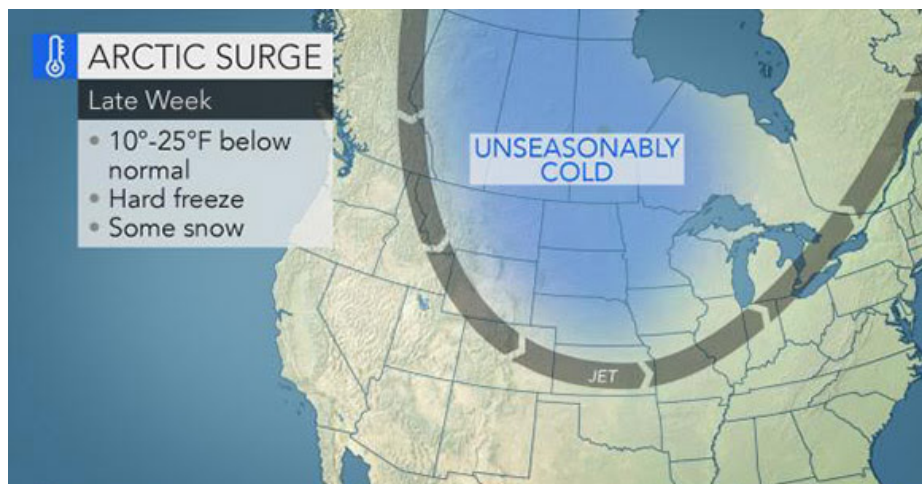 ARCTIC SURGE
Late Week
• 10°-25°F below
normal
• Hard freeze
• Some snow
UNSEASONABLY
COLD
JET